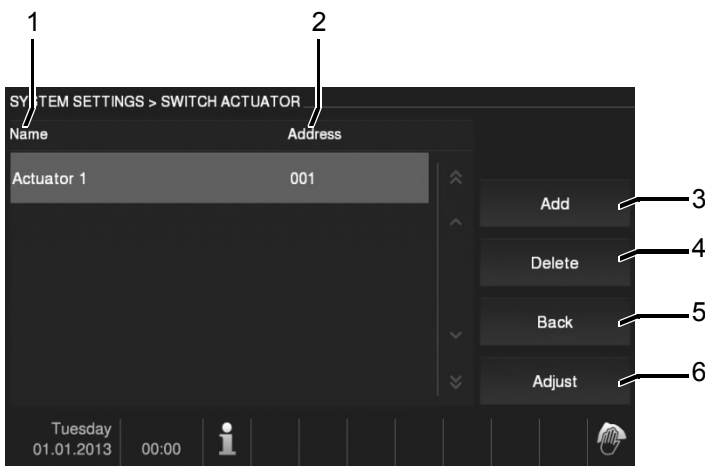 1 2
SYSTEM SETTINGS > SWITCH ACTUATOR
Name Address
Actuator 1 001
Add 3
Delete 4
Back 5
Adjust 6
Tuesday
01.01.2013 00:00